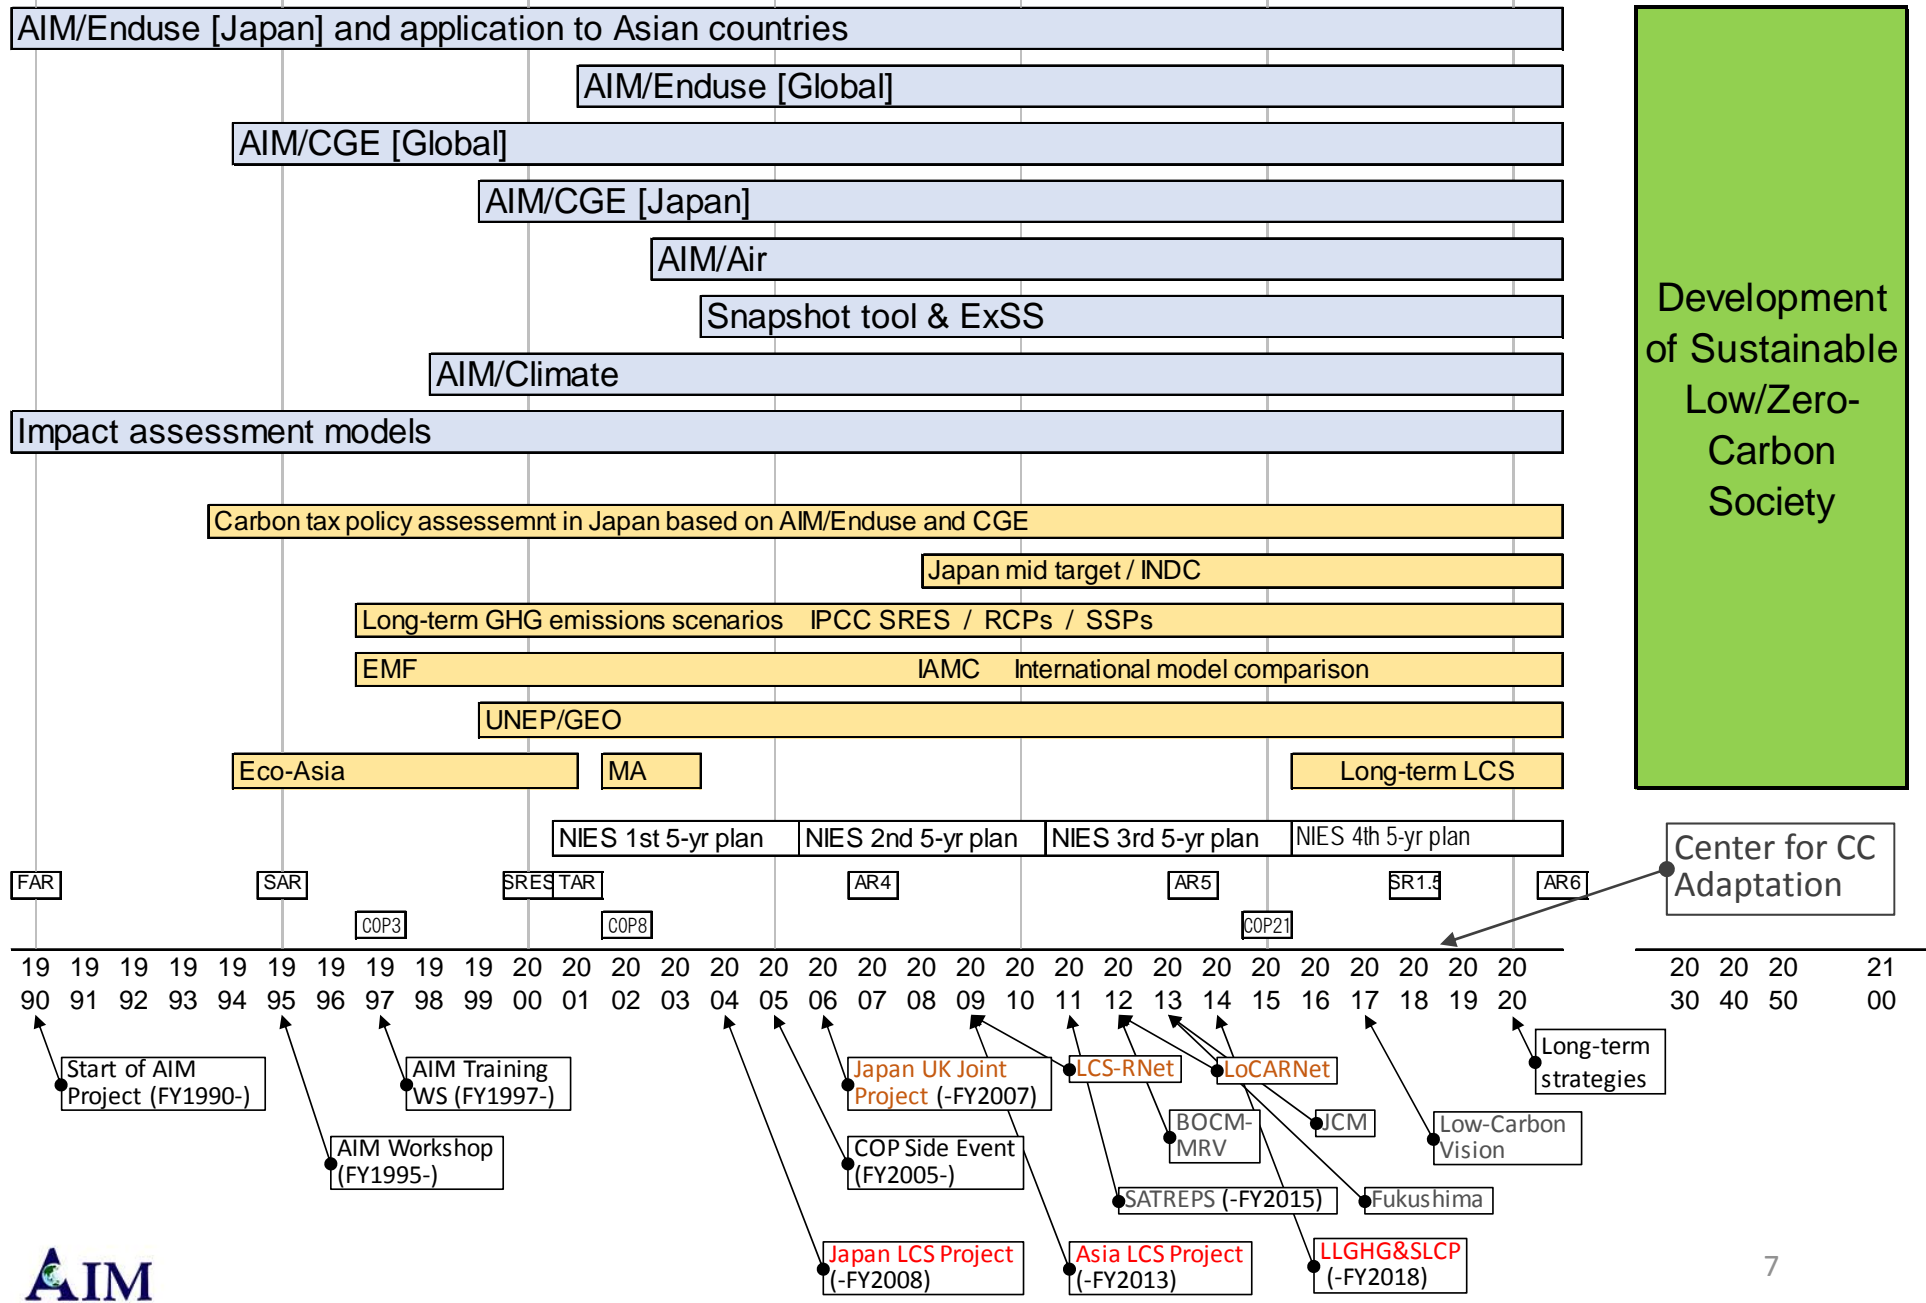 AIM/Enduse [Japan] and application to Asian countries
AIM/Enduse [Global]
AIM/CGE [Global]
AIM/CGE [Japan]
AIM/Air
Snapshot tool & ExSS
AIM/Climate
Impact assessment models
Development
of Sustainable
Low/Zero-
Carbon
Society
Carbon tax policy assessemnt in Japan based on AIM/Enduse and CGE
Japan mid target / INDC
Long-term GHG emissions scenarios IPCC SRES / RCPs / SSPs
EMF IAMC International model comparison
UNEP/GEO
Eco-Asia MA Long-term LCS
NIES 1st 5-yr plan NIES 2nd 5-yr plan NIES 3rd 5-yr plan NIES 4th 5-yr plan
Center for CC
Adaptation
FAR SAR SRES TAR AR4 AR5 SR1.5 AR6
COP3 COP8 COP21
19 19 19 19 19 19 19 19 19 19 20 20 20 20 20 20 20 20 20 20 20 20 20 20 20 20 20 20 20 20 20 20 20 20 21
90 91 92 93 94 95 96 97 98 99 00 01 02 03 04 05 06 07 08 09 10 11 12 13 14 15 16 17 18 19 20 30 40 50 00
Start of AIM
Project (FY1990-)
AIM Training
WS (FY1997-)
Japan UK Joint
Project (-FY2007)
LCS-RNet
LoCARNet
Long-term
strategies
AIM Workshop
(FY1995-)
COP Side Event
(FY2005-)
BOCM-
MRV
JCM
Low-Carbon
Vision
SATREPS (-FY2015)
Fukushima
Japan LCS Project
(-FY2008)
Asia LCS Project
(-FY2013)
LLGHG&SLCP
(-FY2018)
AIM
7